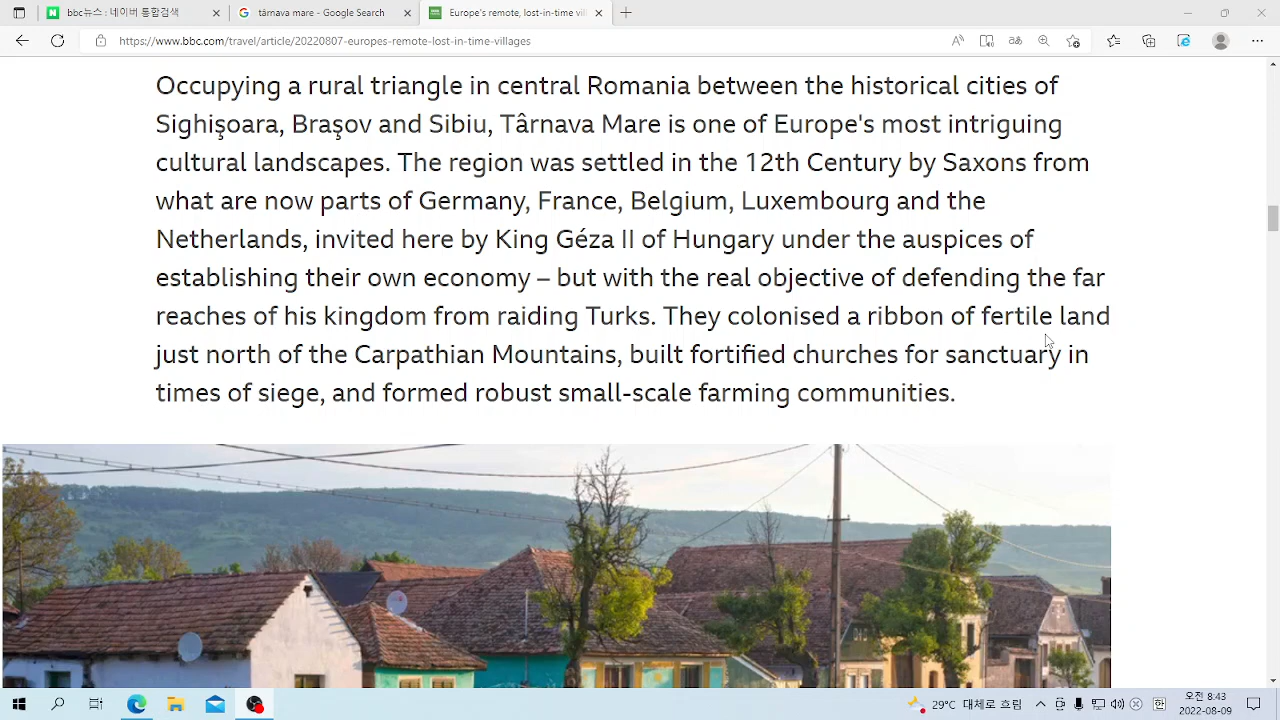 bbc뉴스 : 네이버 통합검색
târnava mare - Google Search
Europe's remote, lost-in-time vil
https://www.bbc.com/travel/article/20220807-europes-remote-lost-in-time-villages
Occupying a rural triangle in central Romania between the historical cities of
Sighişoara, Braşov and Sibiu, Târnava Mare is one of Europe's most intriguing
cultural landscapes. The region was settled in the 12th Century by Saxons from
what are now parts of Germany, France, Belgium, Luxembourg and the
Netherlands, invited here by King Géza II of Hungary under the auspices of
establishing their own economy – but with the real objective of defending the far
reaches of his kingdom from raiding Turks. They colonised a ribbon of fertile land
just north of the Carpathian Mountains, built fortified churches for sanctuary in
times of siege, and formed robust small-scale farming communities.
29°C 대체로 흐림
오후 8:43
2022-08-09